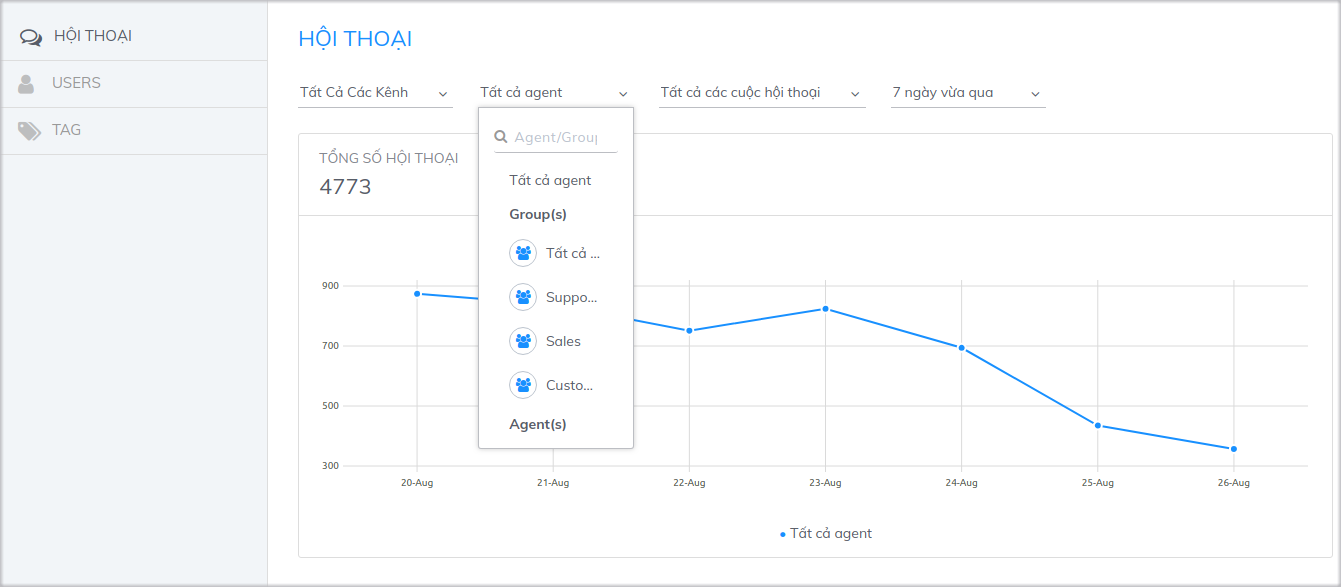 HỘI THOẠI
USERS
TAG
HỘI THOẠI
Tất Cả Các Kênh
Tất cả agent
Tất cả các cuộc hội thoại
7 ngày vừa qua
TỔNG SỐ HỘI THOẠI
4773
Agent/Group
Tất cả agent
Group(s)
Tất cả ...
Suppo...
Sales
Custo...
Agent(s)
900
700
500
300
20-Aug
21-Aug
22-Aug
23-Aug
24-Aug
25-Aug
26-Aug
Tất cả agent